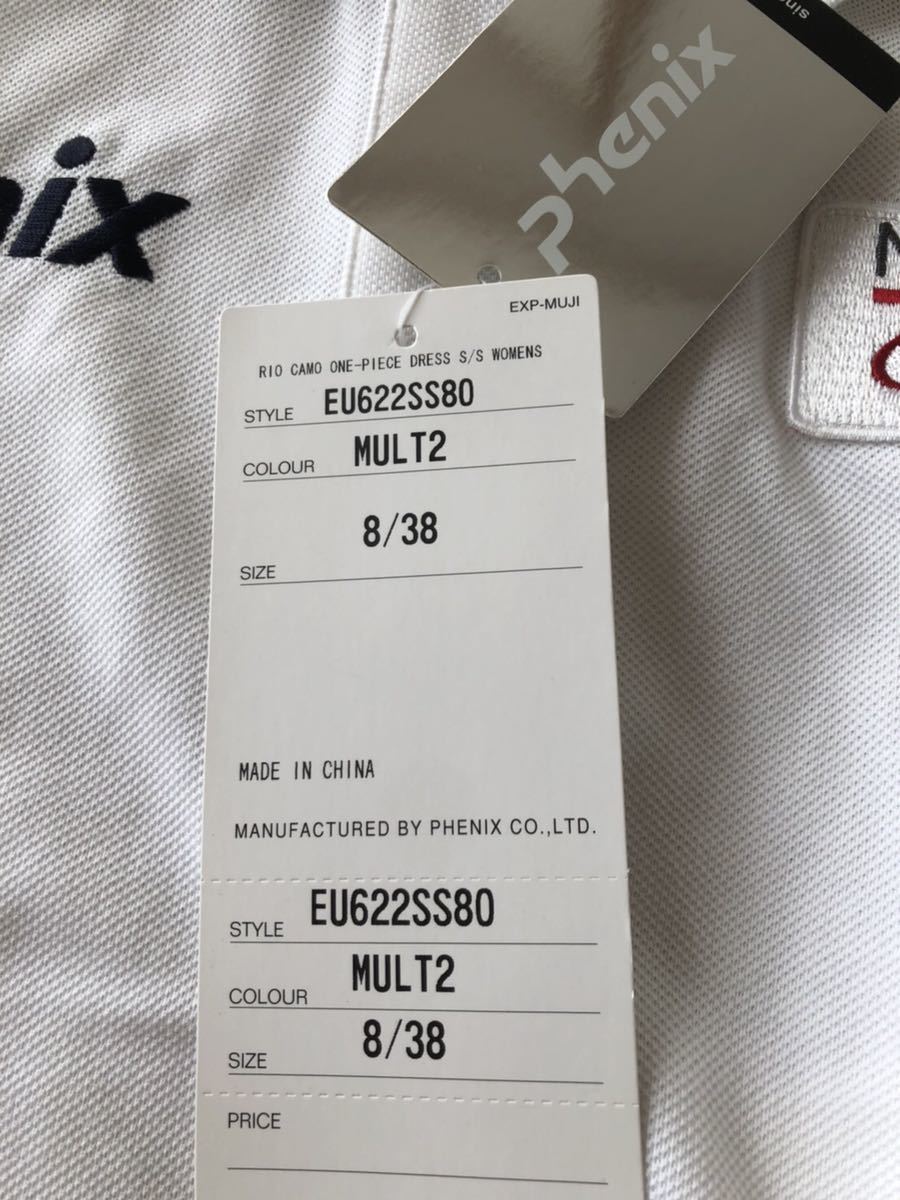 Phenix
nix
EXP-MUJI
RIO CAMO ONE-PIECE DRESS S/S WOMENS
STYLE EU622SS80
COLOUR MULT2
SIZE 8/38
MADE IN CHINA
MANUFACTURED BY PHENIX CO.,LTD.
STYLE EU622SS80
COLOUR MULT2
SIZE 8/38
PRICE